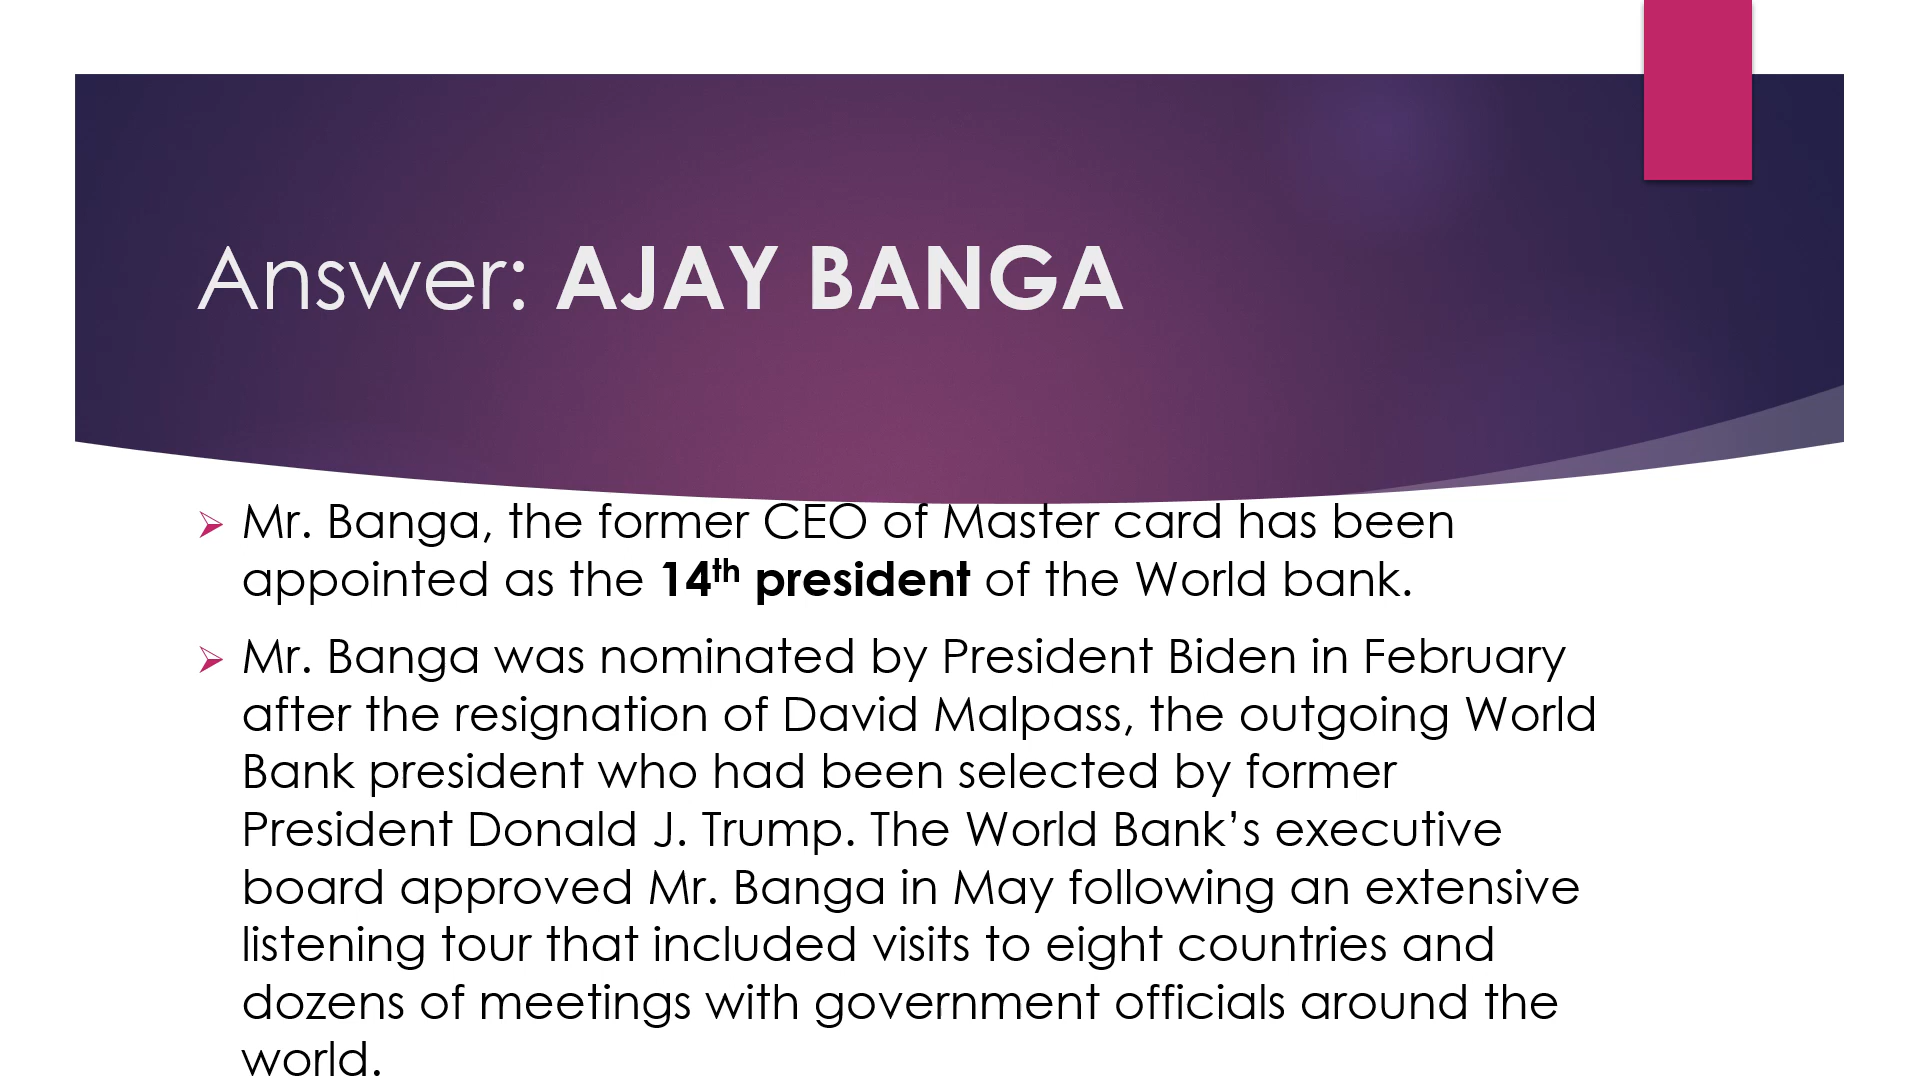 Answer: AJAY BANGA
➢ Mr. Banga, the former CEO of Master card has been
appointed as the 14th president of the World bank.
➢ Mr. Banga was nominated by President Biden in February
after the resignation of David Malpass, the outgoing World
Bank president who had been selected by former
President Donald J. Trump. The World Bank’s executive
board approved Mr. Banga in May following an extensive
listening tour that included visits to eight countries and
dozens of meetings with government officials around the
world.